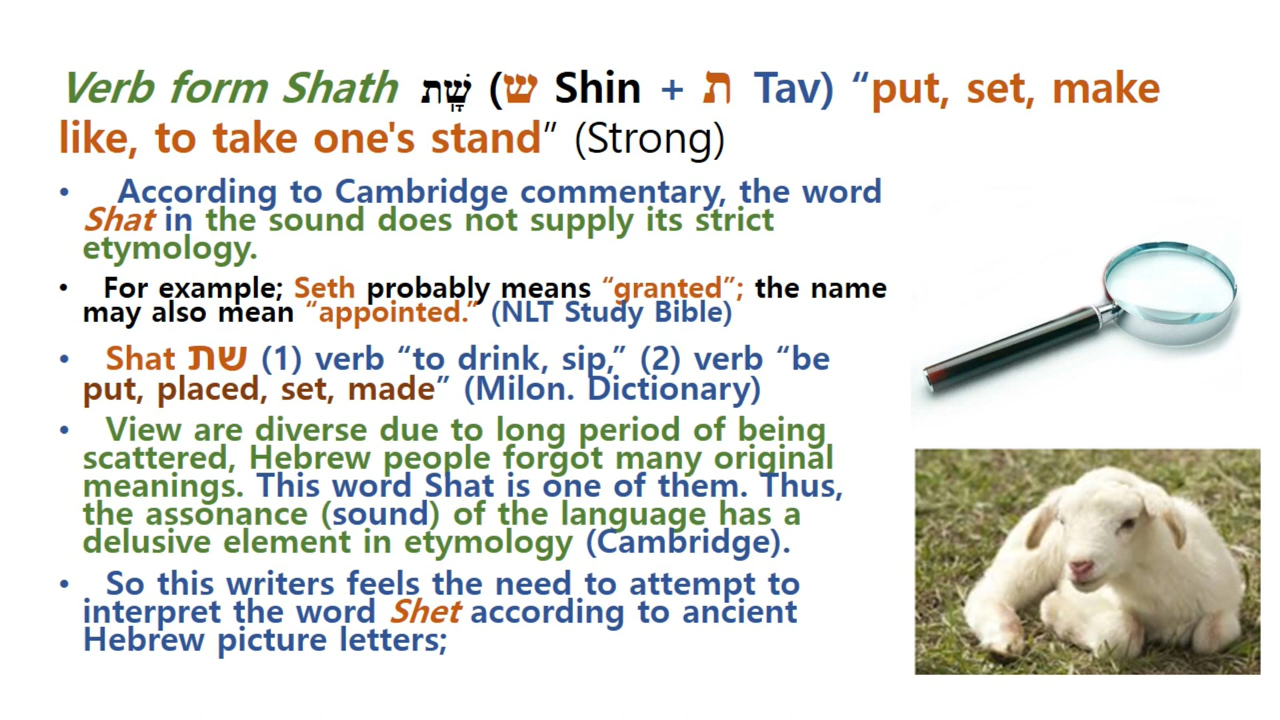 Verb form Shath שָׁת (ש Shin + ת Tav) “put, set, make
like, to take one's stand” (Strong)
• According to Cambridge commentary, the word
Shat in the sound does not supply its strict
etymology.
• For example; Seth probably means “granted”; the name
may also mean “appointed.” (NLT Study Bible)
• Shat שת (1) verb “to drink, sip,” (2) verb “be
put, placed, set, made” (Milon. Dictionary)
• View are diverse due to long period of being
scattered, Hebrew people forgot many original
meanings. This word Shat is one of them. Thus,
the assonance (sound) of the language has a
delusive element in etymology (Cambridge).
• So this writers feels the need to attempt to
interpret the word Shet according to ancient
Hebrew picture letters;